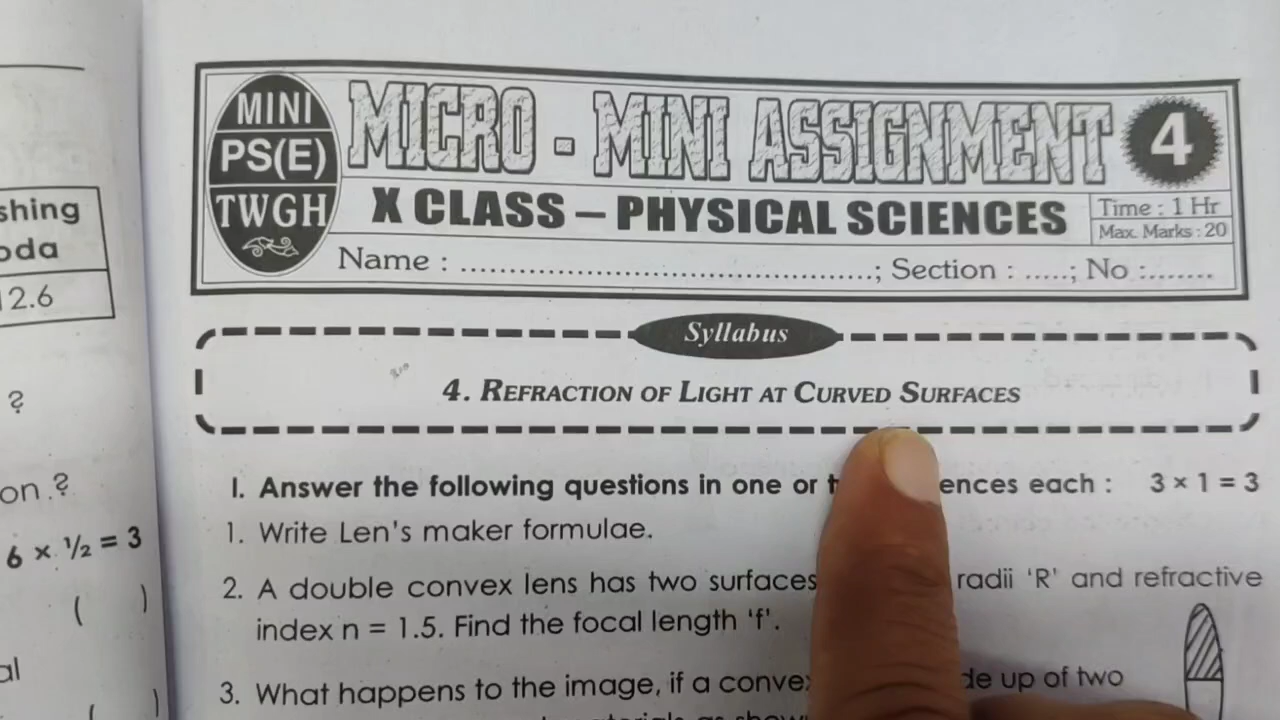 shing
oda
12.6
?
on ?
6 × ½ = 3
( )
al
( )
MINI
PS(E)
TWGH
MICRO - MINI ASSIGNMENT
4
X CLASS – PHYSICAL SCIENCES
Time : 1 Hr
Max. Marks : 20
Name : ..........................................; Section : .....; No :.......
Syllabus
4. REFRACTION OF LIGHT AT CURVED SURFACES
I. Answer the following questions in one or ences each : 3 × 1 = 3
1. Write Len's maker formulae.
2. A double convex lens has two surfaces radii 'R' and refractive
index n = 1.5. Find the focal length 'f'.
3. What happens to the image, if a conve de up of two